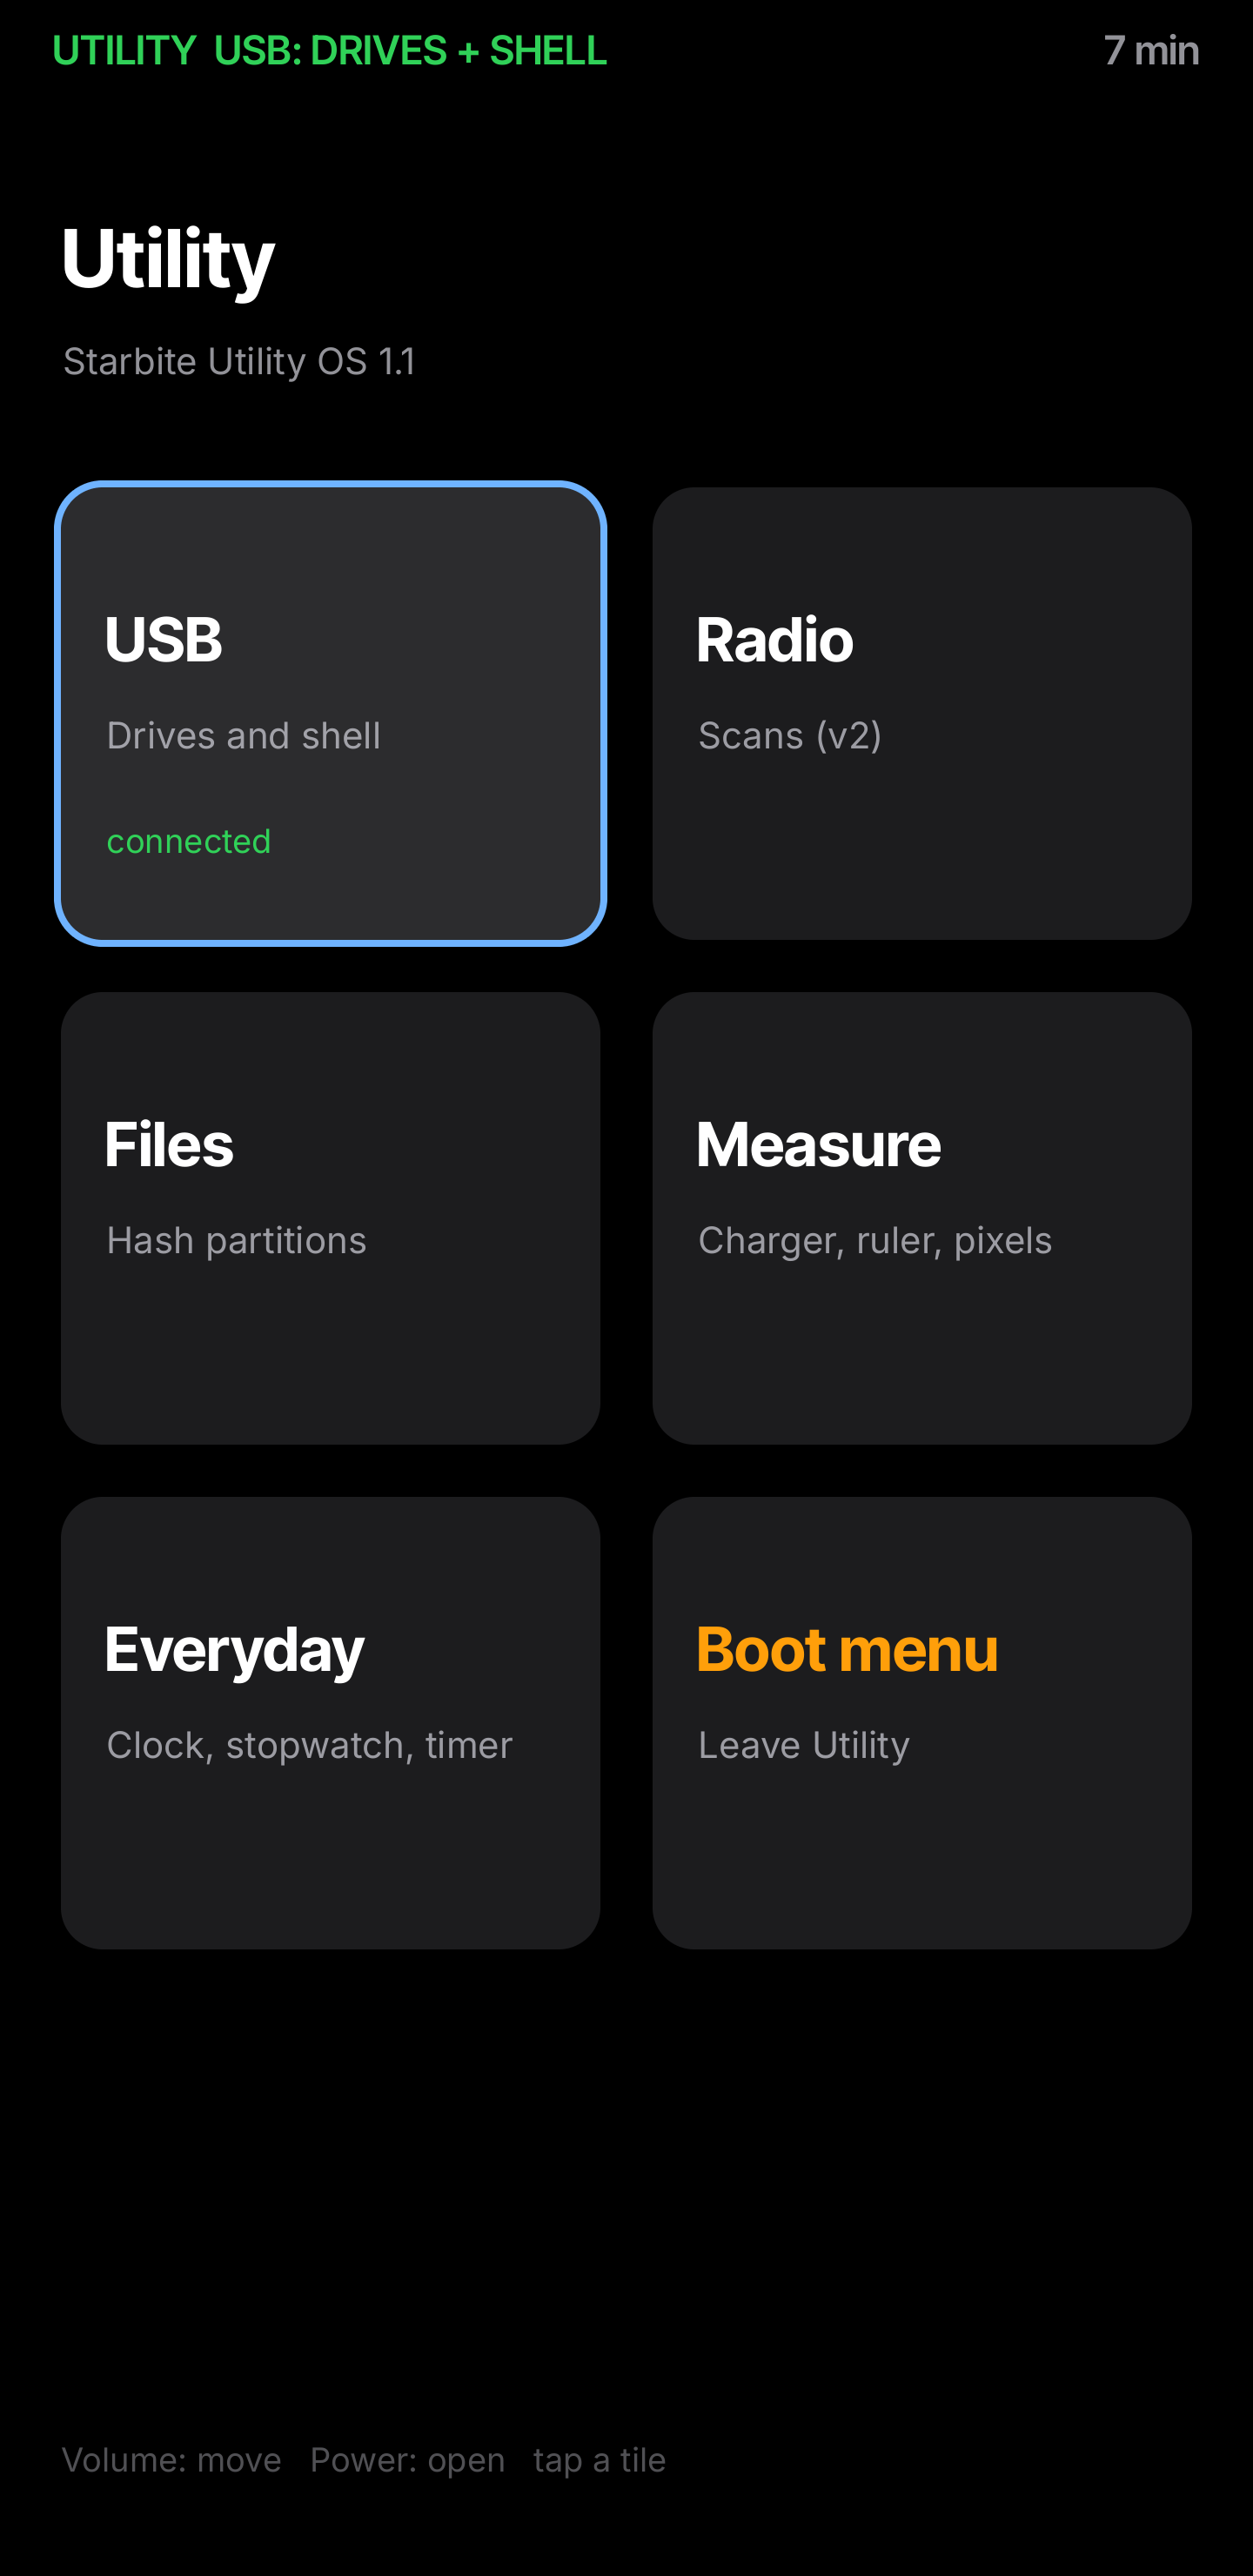 UTILITY USB: DRIVES + SHELL
7 min
Utility
Starbite Utility OS 1.1
USB
Drives and shell
connected
Radio
Scans (v2)
Files
Hash partitions
Measure
Charger, ruler, pixels
Everyday
Clock, stopwatch, timer
Boot menu
Leave Utility
Volume: move Power: open tap a tile